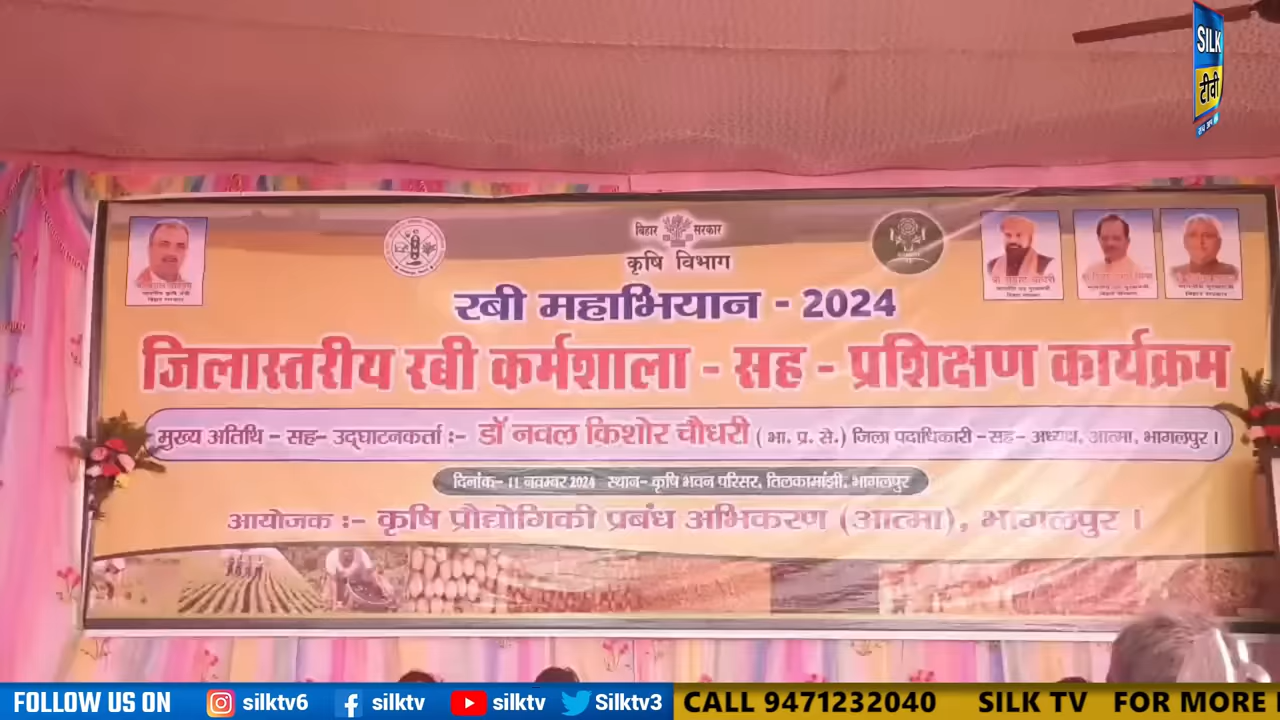 SILK
टीवी
बिहार सरकार
कृषि विभाग
रबी महाभियान - 2024
जिलास्तरीय रबी कर्मशाला - सह - प्रशिक्षण कार्यक्रम
मुख्य अतिथि - सह- उद्घाटनकर्ता :- डॉ नवल किशोर चौधरी ( भा. प्र. से.) जिला पदाधिकारी -सह - अध्यक्ष, आत्मा, भागलपुर ।
दिनांक- 11 नवम्बर 2024 स्थान- कृषि भवन परिसर, तिलकामांझी, भागलपुर
आयोजक :- कृषि प्रौद्योगिकी प्रबंध अभिकरण (आत्मा), भागलपुर ।
FOLLOW US ON silktv6 silktv silktv Silktv3 CALL 9471232040 SILK TV FOR MORE